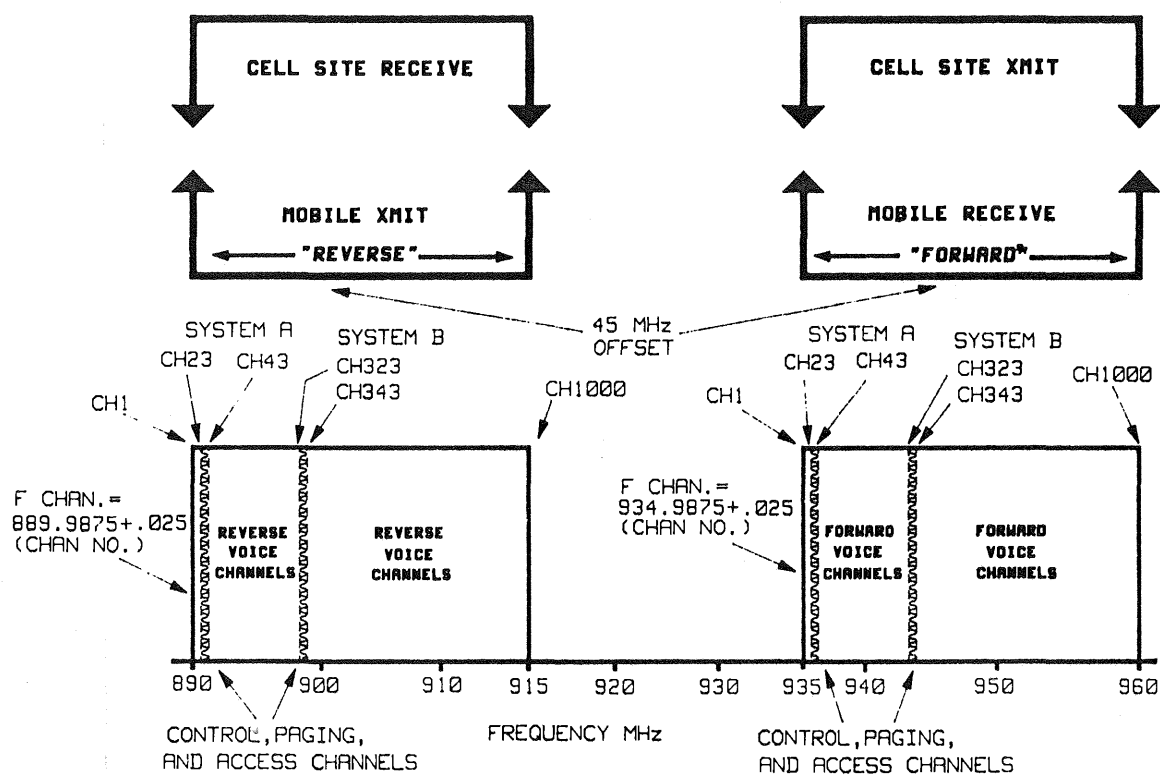 CELL SITE RECEIVE
CELL SITE XMIT
MOBILE XMIT
"REVERSE"
MOBILE RECEIVE
"FORWARD"
45 MHz
OFFSET
SYSTEM A
CH23 CH43
SYSTEM B
CH323
CH343
CH1
CH1000
SYSTEM A
CH23 CH43
SYSTEM B
CH323
CH343
CH1
CH1000
F CHAN.=
889.9875+.025
(CHAN NO.)
REVERSE
VOICE
CHANNELS
REVERSE
VOICE
CHANNELS
F CHAN.=
934.9875+.025
(CHAN NO.)
FORWARD
VOICE
CHANNELS
FORWARD
VOICE
CHANNELS
890 900 910 915 920 930 935 940 950 960
CONTROL, PAGING,
AND ACCESS CHANNELS
FREQUENCY MHz
CONTROL, PAGING,
AND ACCESS CHANNELS